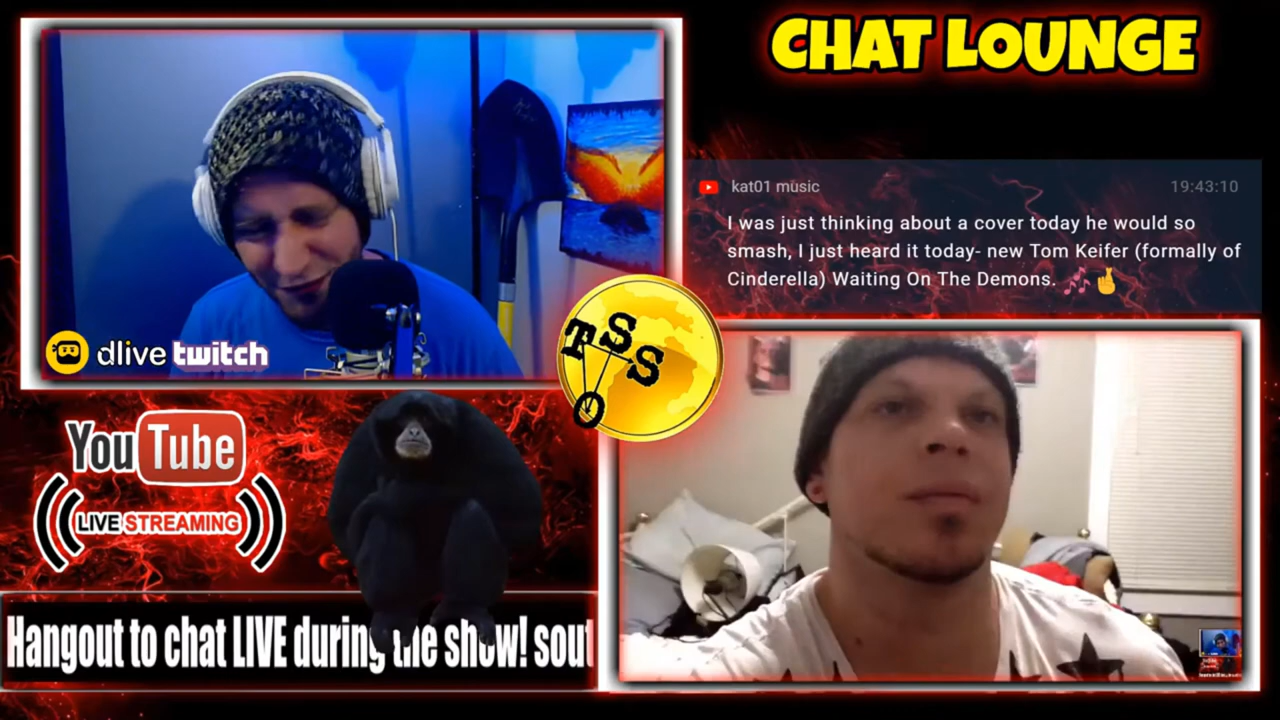 CHAT LOUNGE
kat01 music
19:43:10
I was just thinking about a cover today he would so
smash, I just heard it today- new Tom Keifer (formally of
Cinderella) Waiting On The Demons.
dlive twitch
TSS
YouTube
LIVE STREAMING
Hangout to chat LIVE during the show! sout